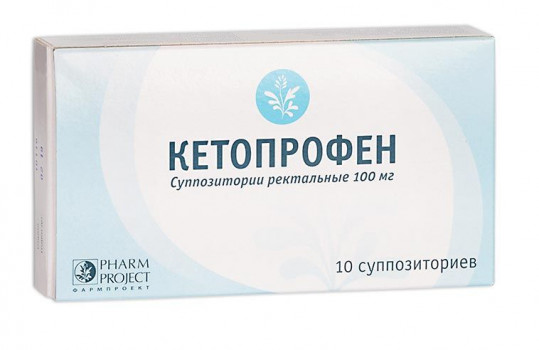 КЕТОПРОФЕН
Суппозитории ректальные 100 мг
10 суппозиториев
PHARM
PROJECT
ФАРМПРОЕКТ